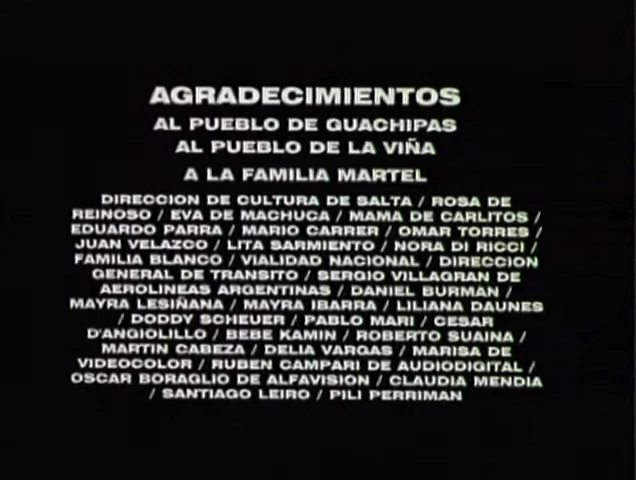 AGRADECIMIENTOS
AL PUEBLO DE GUACHIPAS
AL PUEBLO DE LA VIÑA
A LA FAMILIA MARTEL
DIRECCION DE CULTURA DE SALTA / ROSA DE
REINOSO / EVA DE MACHUCA / MAMA DE CARLITOS /
EDUARDO PARRA / MARIO CARRER / OMAR TORRES /
JUAN VELAZCO / LITA SARMIENTO / NORA DI RICCI /
FAMILIA BLANCO / VIALIDAD NACIONAL / DIRECCION
GENERAL DE TRANSITO / SERGIO VILLAGRAN DE
AEROLINEAS ARGENTINAS / DANIEL BURMAN /
MAYRA LESIÑANA / MAYRA IBARRA / LILIANA DAUNES
/ DODDY SCHEUER / PABLO MARI / CESAR
D'ANGIOLILLO / BEBE KAMIN / ROBERTO SUAINA /
MARTIN CABEZA / DELIA VARGAS / MARISA DE
VIDEOCOLOR / RUBEN CAMPARI DE AUDIODIGITAL /
OSCAR BORAGLIO DE ALFAVISION / CLAUDIA MENDIA
/ SANTIAGO LEIRO / PILI PERRIMAN